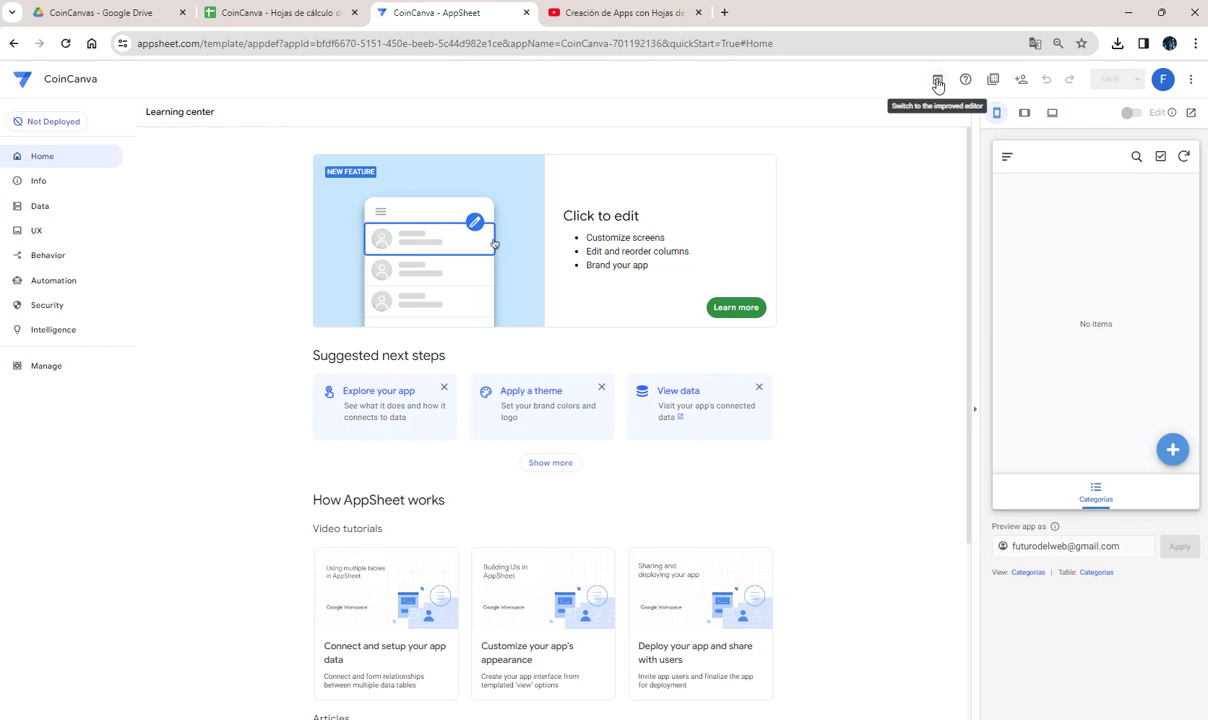 CoinCanvas - Google Drive
CoinCanva - Hojas de cálculo d
CoinCanva - AppSheet
Creación de Apps con Hojas de
appsheet.com/template/appdef?appId=bfdf6670-5151-450e-beeb-5c44d982e1ce&appName=CoinCanva-701192136&quickStart=True#Home
CoinCanva
SAVE
F
Switch to the improved editor
Not Deployed
Learning center
Edit
Home
Info
Data
UX
Behavior
Automation
Security
Intelligence
Manage
NEW FEATURE
Click to edit
Customize screens
Edit and reorder columns
Brand your app
Learn more
Suggested next steps
Explore your app
See what it does and how it
connects to data
Apply a theme
Set your brand colors and
logo
View data
Visit your app's connected
data
Show more
How AppSheet works
Video tutorials
Using multiple tables
in AppSheet
Google Workspace
Connect and setup your app
data
Connect and form relationships
between multiple data tables
Building UIs in
AppSheet
Google Workspace
Customize your app's
appearance
Create your app interface from
templated 'view' options
Sharing and
deploying your app
Google Workspace
Deploy your app and share
with users
Invite app users and finalize the app
for deployment
Articles
No items
Categorias
Preview app as
futurodelweb@gmail.com
Apply
View: Categorias | Table: Categorias